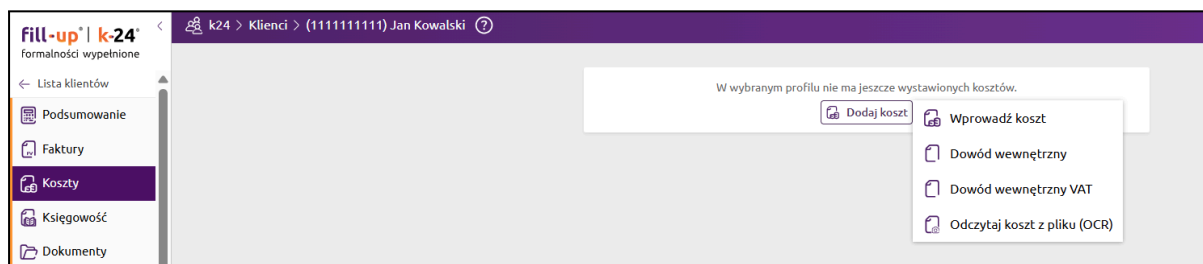 fill-up® | k-24®
formalności wypełnione
k24 > Klienci > (1111111111) Jan Kowalski ?
← Lista klientów
Podsumowanie
Faktury
Koszty
Księgowość
Dokumenty
W wybranym profilu nie ma jeszcze wystawionych kosztów.
Dodaj koszt
Wprowadź koszt
Dowód wewnętrzny
Dowód wewnętrzny VAT
Odczytaj koszt z pliku (OCR)